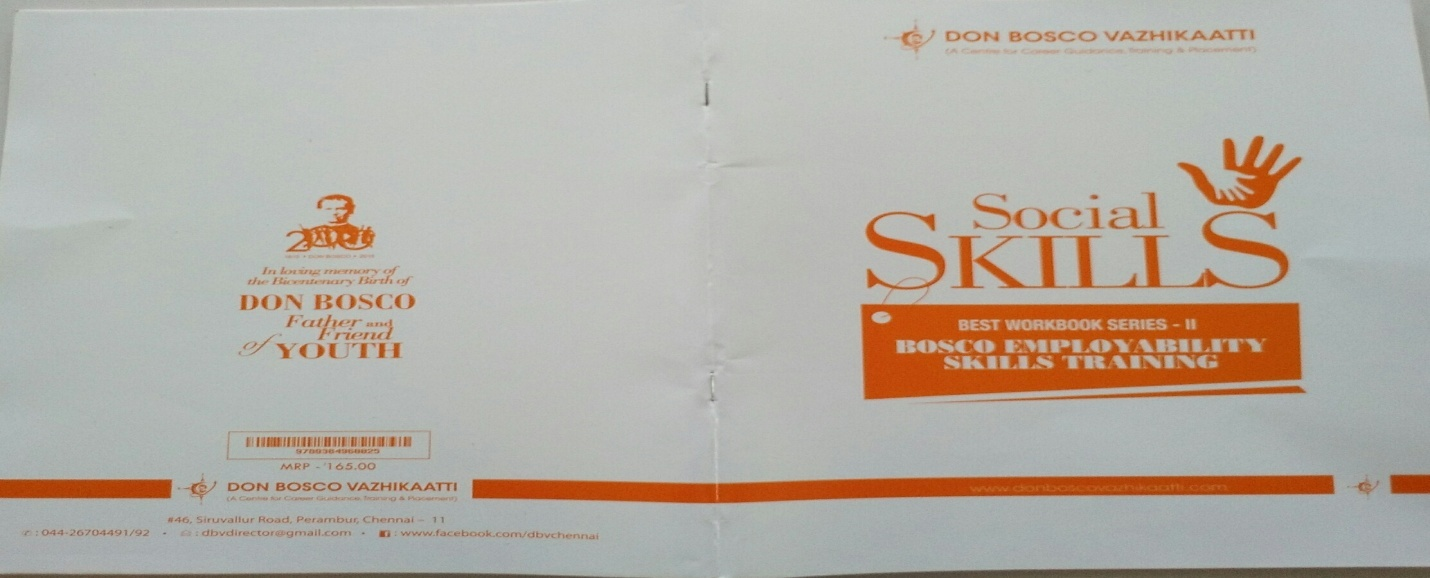 In loving memory of
the Bicentenary Birth of
DON BOSCO
Father and
Friend
of YOUTH
MRP - 165.00
DON BOSCO VAZHIKAATTI
(A Centre for Career Guidance, Training & Placement)
#46, Siruvallur Road, Perambur, Chennai – 11
: 044-26704491/92 • : dbvdirector@gmail.com • : www.facebook.com/dbvchennai
DON BOSCO VAZHIKAATTI
(A Centre for Career Guidance, Training & Placement)
Social
SKILLS
BEST WORKBOOK SERIES - II
BOSCO EMPLOYABILITY
SKILLS TRAINING
www.donboscovazhikaatti.com